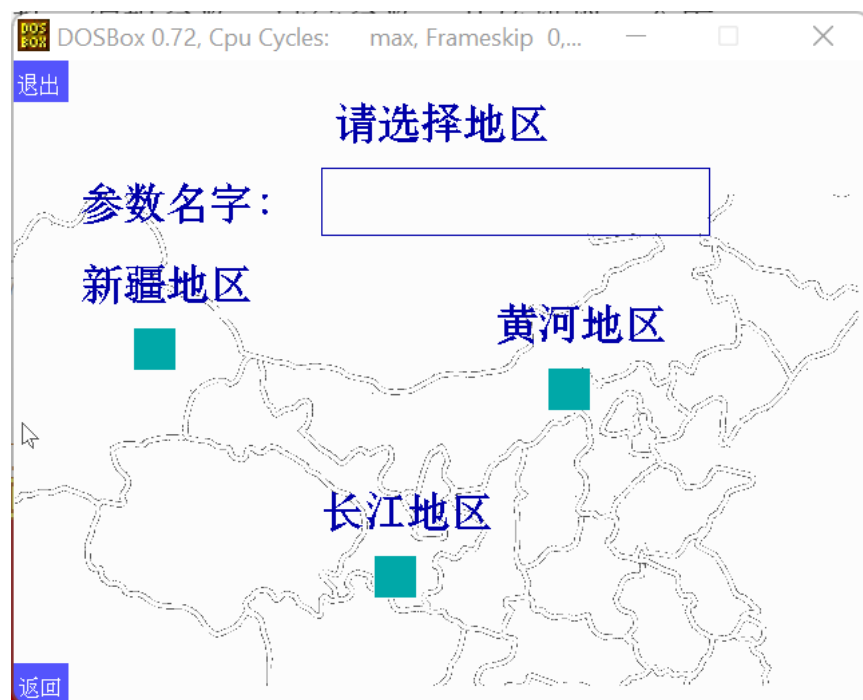 DOSBox 0.72, Cpu Cycles: max, Frameskip 0,...
退出
请选择地区
参数名字：
新疆地区
黄河地区
长江地区
返回